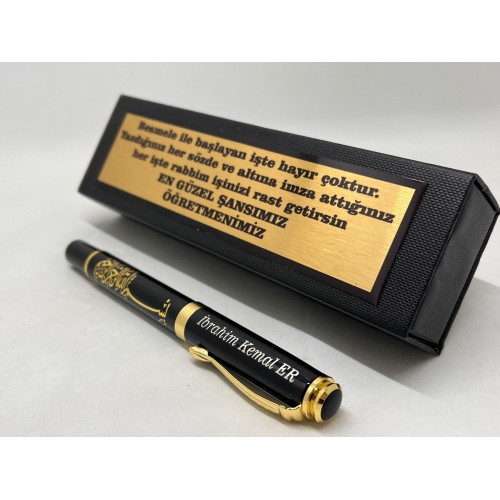 Besmele ile başlayan işte hayır çoktur.
Yazdığınız her sözde ve altına imza attığınız
her işte rabbim işinizi rast getirsin
EN GÜZEL ŞANSIMIZ
ÖĞRETMENİMİZ
İbrahim Kemal ER